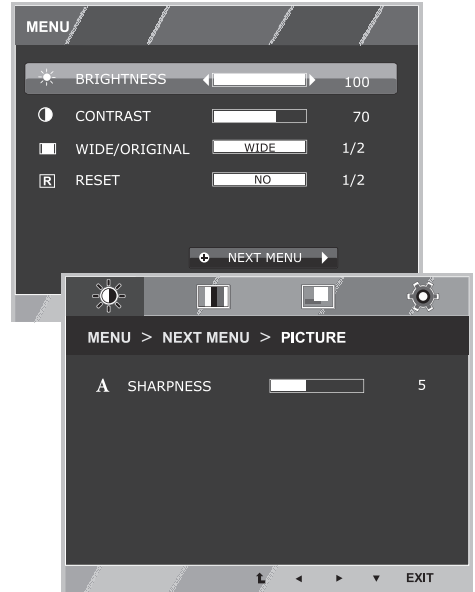 MENU
BRIGHTNESS 100
CONTRAST 70
WIDE/ORIGINAL WIDE 1/2
R RESET NO 1/2
NEXT MENU
MENU > NEXT MENU > PICTURE
A SHARPNESS 5
EXIT